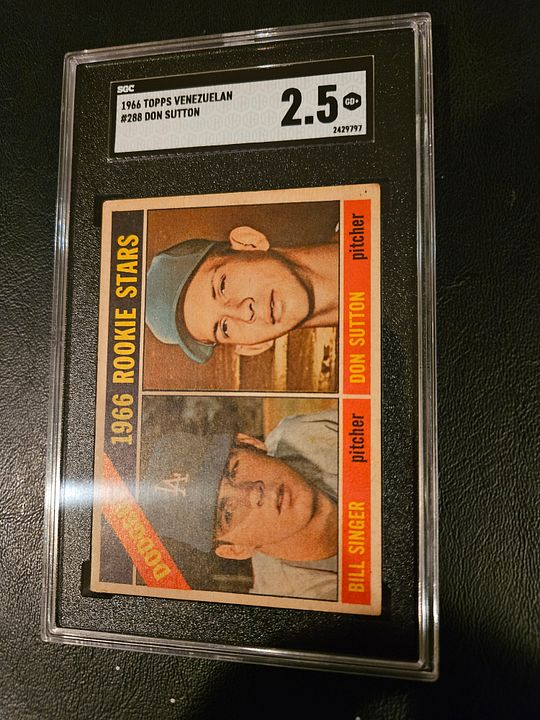 SGC
1966 TOPPS VENEZUELAN
#288 DON SUTTON
2.5
GD+
2429797
1966 ROOKIE STARS
DODGERS
A
BILL SINGER pitcher
DON SUTTON pitcher